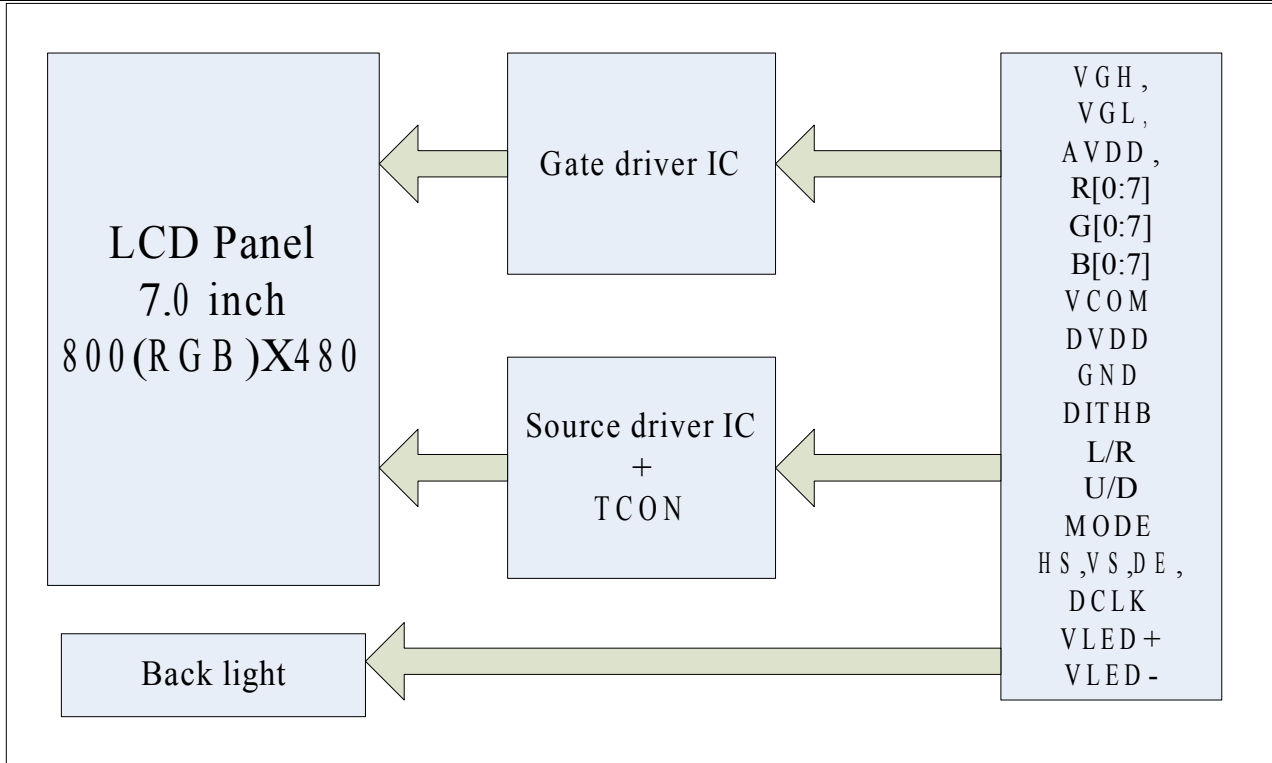 LCD Panel
7.0 inch
800(RGB)X480
Gate driver IC
Source driver IC
+
TCON
Back light
VGH,
VGL,
AVDD,
R[0:7]
G[0:7]
B[0:7]
VCOM
DVDD
GND
DITHB
L/R
U/D
MODE
HS,VS,DE,
DCLK
VLED+
VLED-